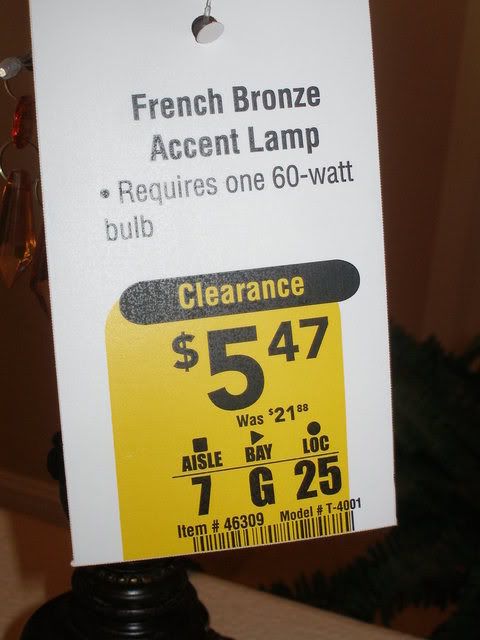 French Bronze
Accent Lamp
• Requires one 60-watt
bulb
Clearance
$5 47
Was $21 88
AISLE BAY LOC
7 G 25
Item # 46309 Model # T-4001